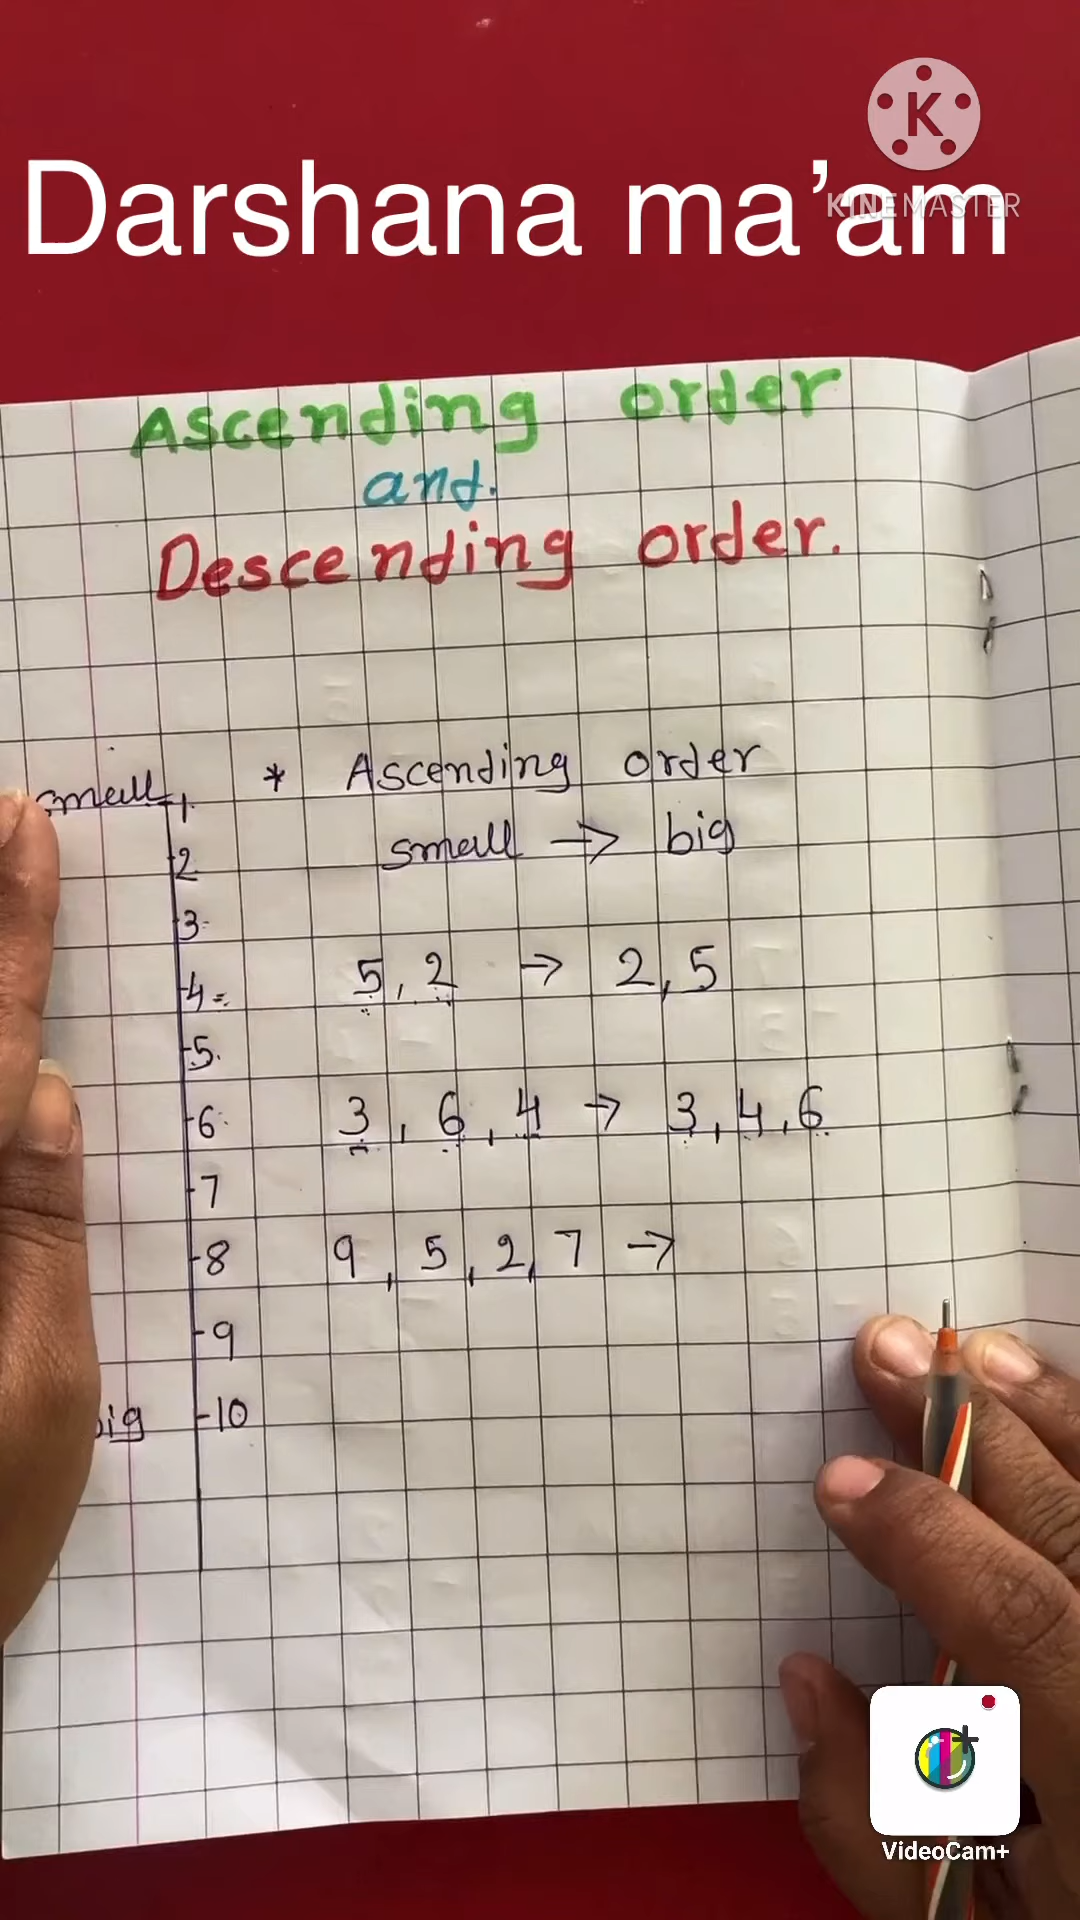 K
KINEMASTER
Darshana ma’am
Ascending order
and.
Descending order.
* Ascending order
small → big
small
1
2
3
4
5
6
7
8
9
big 10
5, 2 → 2, 5
3, 6, 4 → 3, 4, 6
9, 5, 2, 7 →
VideoCam+